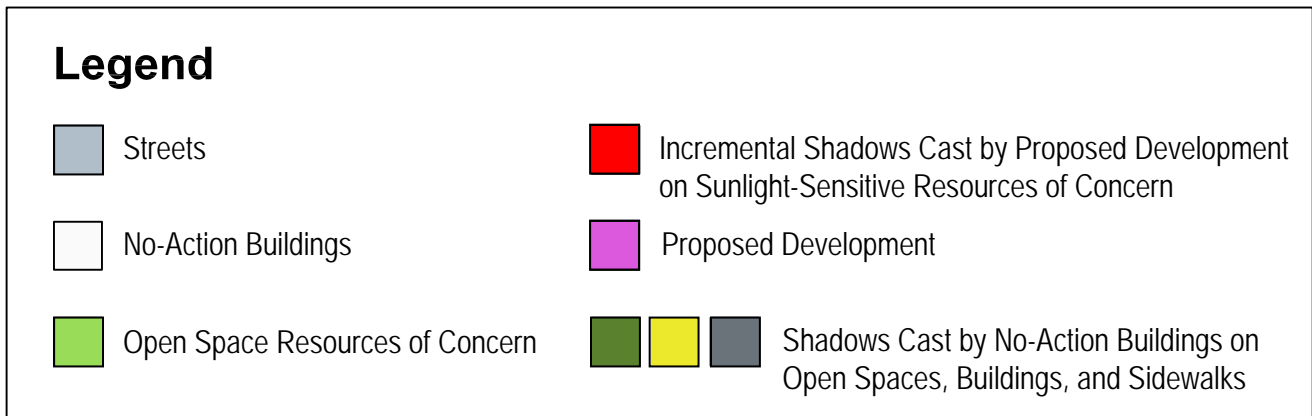 Legend
Streets
Incremental Shadows Cast by Proposed Development
on Sunlight-Sensitive Resources of Concern
No-Action Buildings
Proposed Development
Open Space Resources of Concern
Shadows Cast by No-Action Buildings on
Open Spaces, Buildings, and Sidewalks